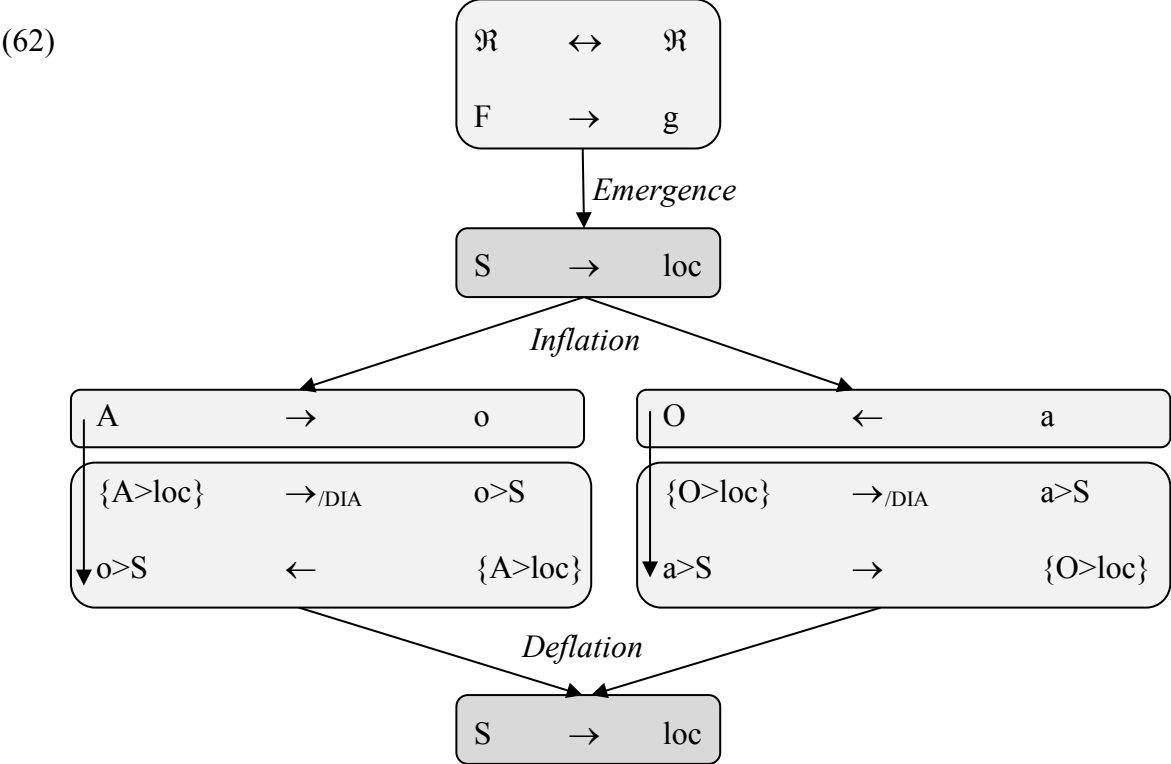 (62)
ℜ ↔ ℜ
F → g
Emergence
S → loc
Inflation
A → o
O ← a
{A>loc} →/DIA o>S
{O>loc} →/DIA a>S
o>S ← {A>loc}
a>S → {O>loc}
Deflation
S → loc